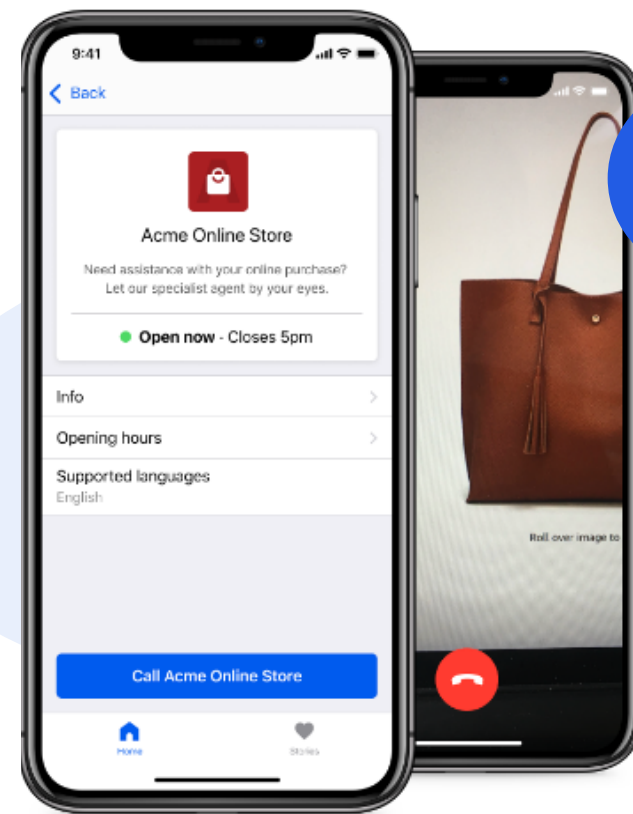 9:41
Back
Acme Online Store
Need assistance with your online purchase?
Let our specialist agent by your eyes.
Open now - Closes 5pm
Info
Opening hours
Supported languages
English
Call Acme Online Store
Home
Stories
Roll over image to